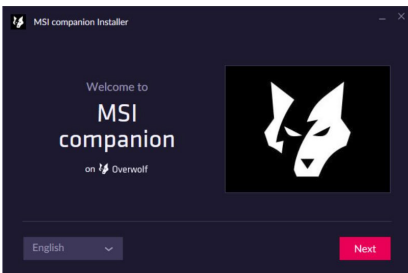 MSI companion Installer
Welcome to
MSI
companion
on Overwolf
English
Next